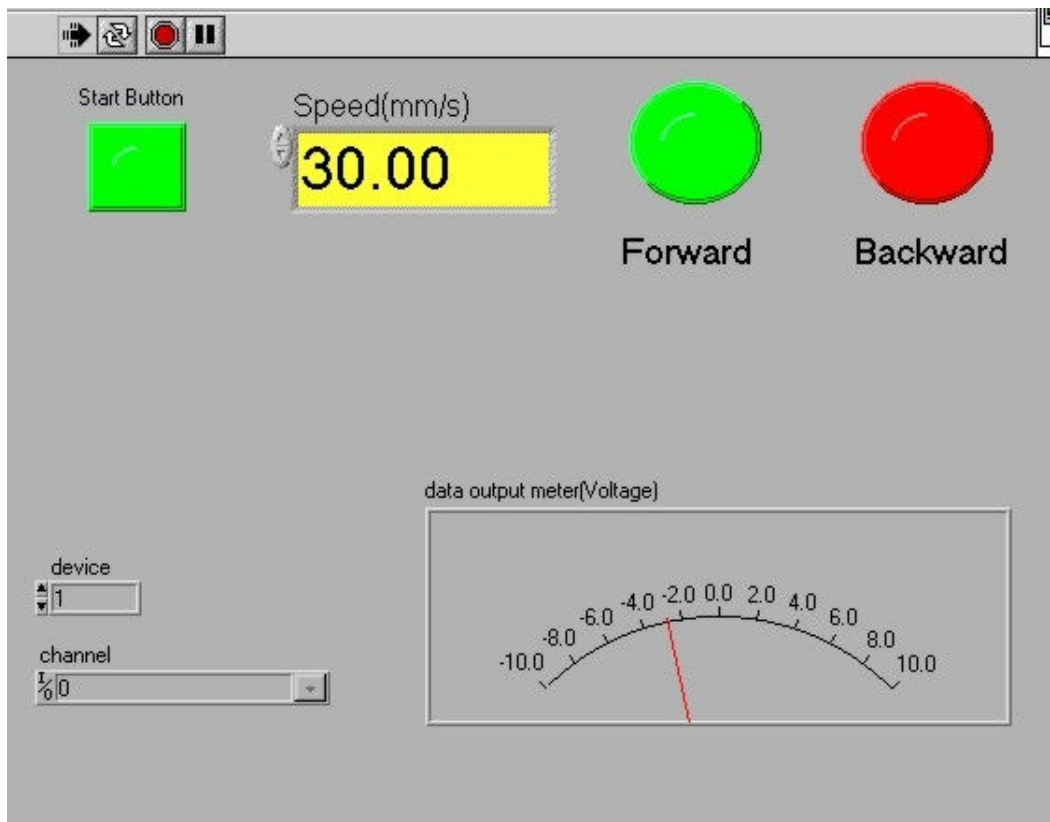 Start Button
Speed(mm/s)
30.00
Forward
Backward
data output meter(Voltage)
-10.0 -8.0 -6.0 -4.0 -2.0 0.0 2.0 4.0 6.0 8.0 10.0
device
1
channel
I/O 0